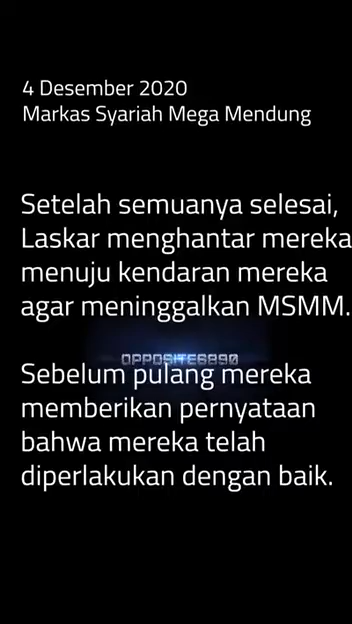 4 Desember 2020
Markas Syariah Mega Mendung
Setelah semuanya selesai,
Laskar menghantar mereka
menuju kendaran mereka
agar meninggalkan MSMM.
OPPOSITE6890
Sebelum pulang mereka
memberikan pernyataan
bahwa mereka telah
diperlakukan dengan baik.